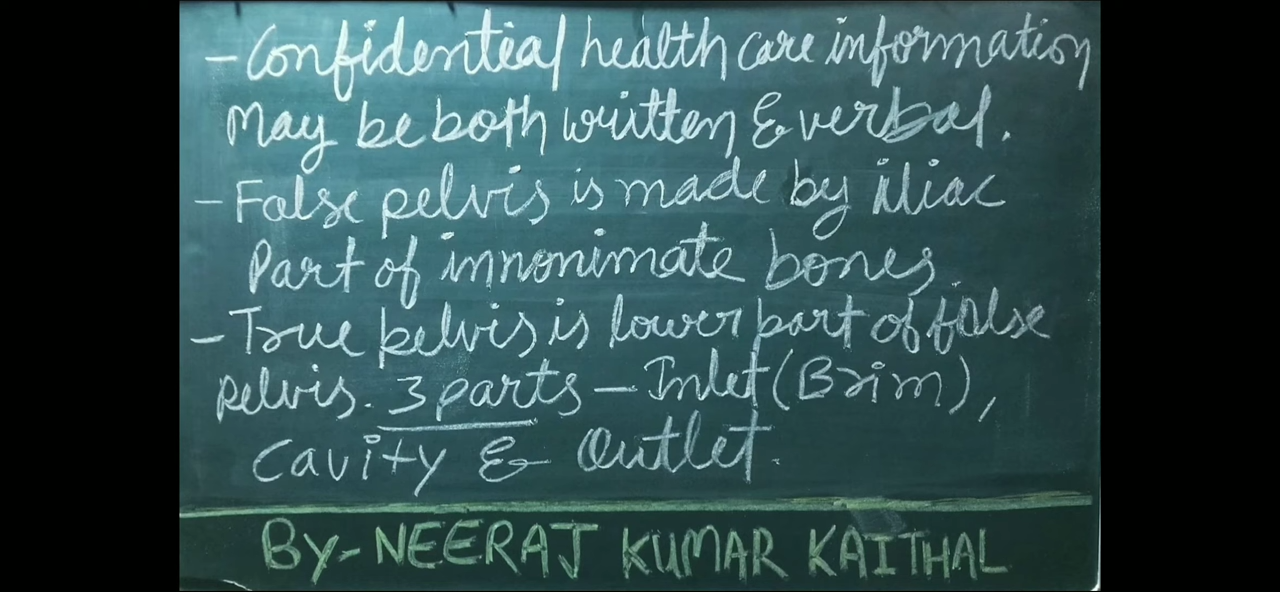 - Confidential health care information
May be both written & verbal.
- False pelvis is made by iliac
Part of innonimate bones
- True pelvis is lower part of false
pelvis. 3 parts - Inlet (Brim),
Cavity & Outlet.
By- NEERAJ KUMAR KAITHAL